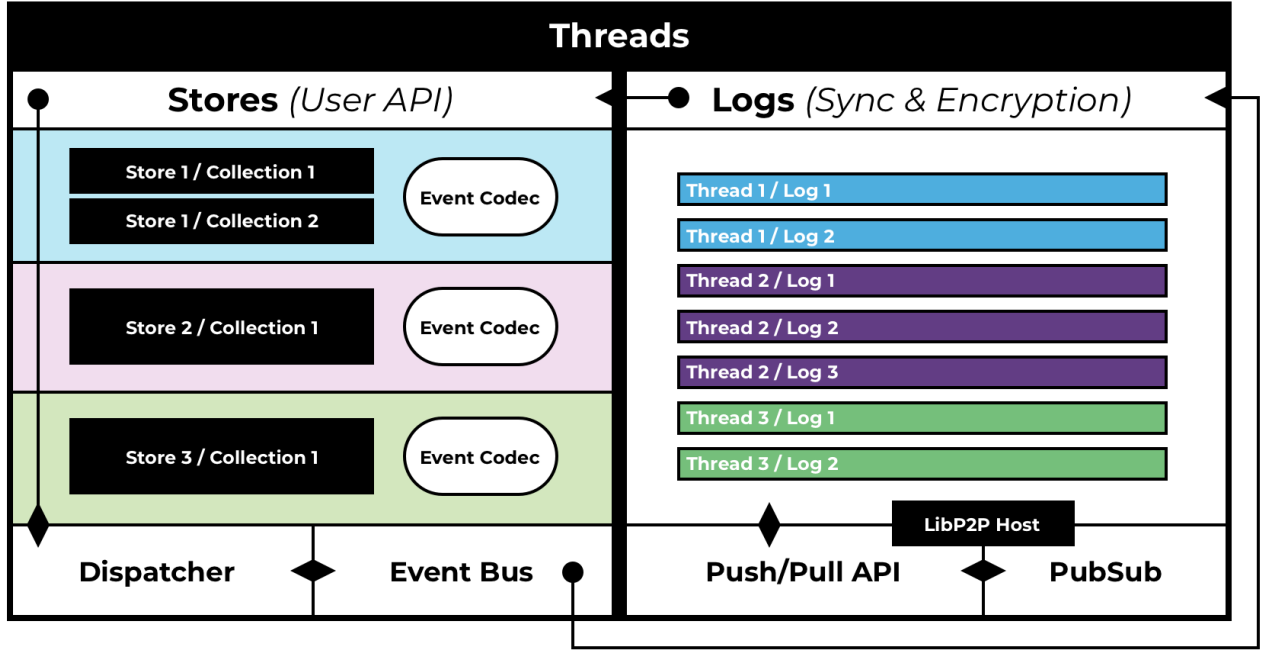 Threads
Stores (User API)
Store 1 / Collection 1
Store 1 / Collection 2
Event Codec
Store 2 / Collection 1
Event Codec
Store 3 / Collection 1
Event Codec
Dispatcher
Event Bus
Logs (Sync & Encryption)
Thread 1 / Log 1
Thread 1 / Log 2
Thread 2 / Log 1
Thread 2 / Log 2
Thread 2 / Log 3
Thread 3 / Log 1
Thread 3 / Log 2
LibP2P Host
Push/Pull API
PubSub